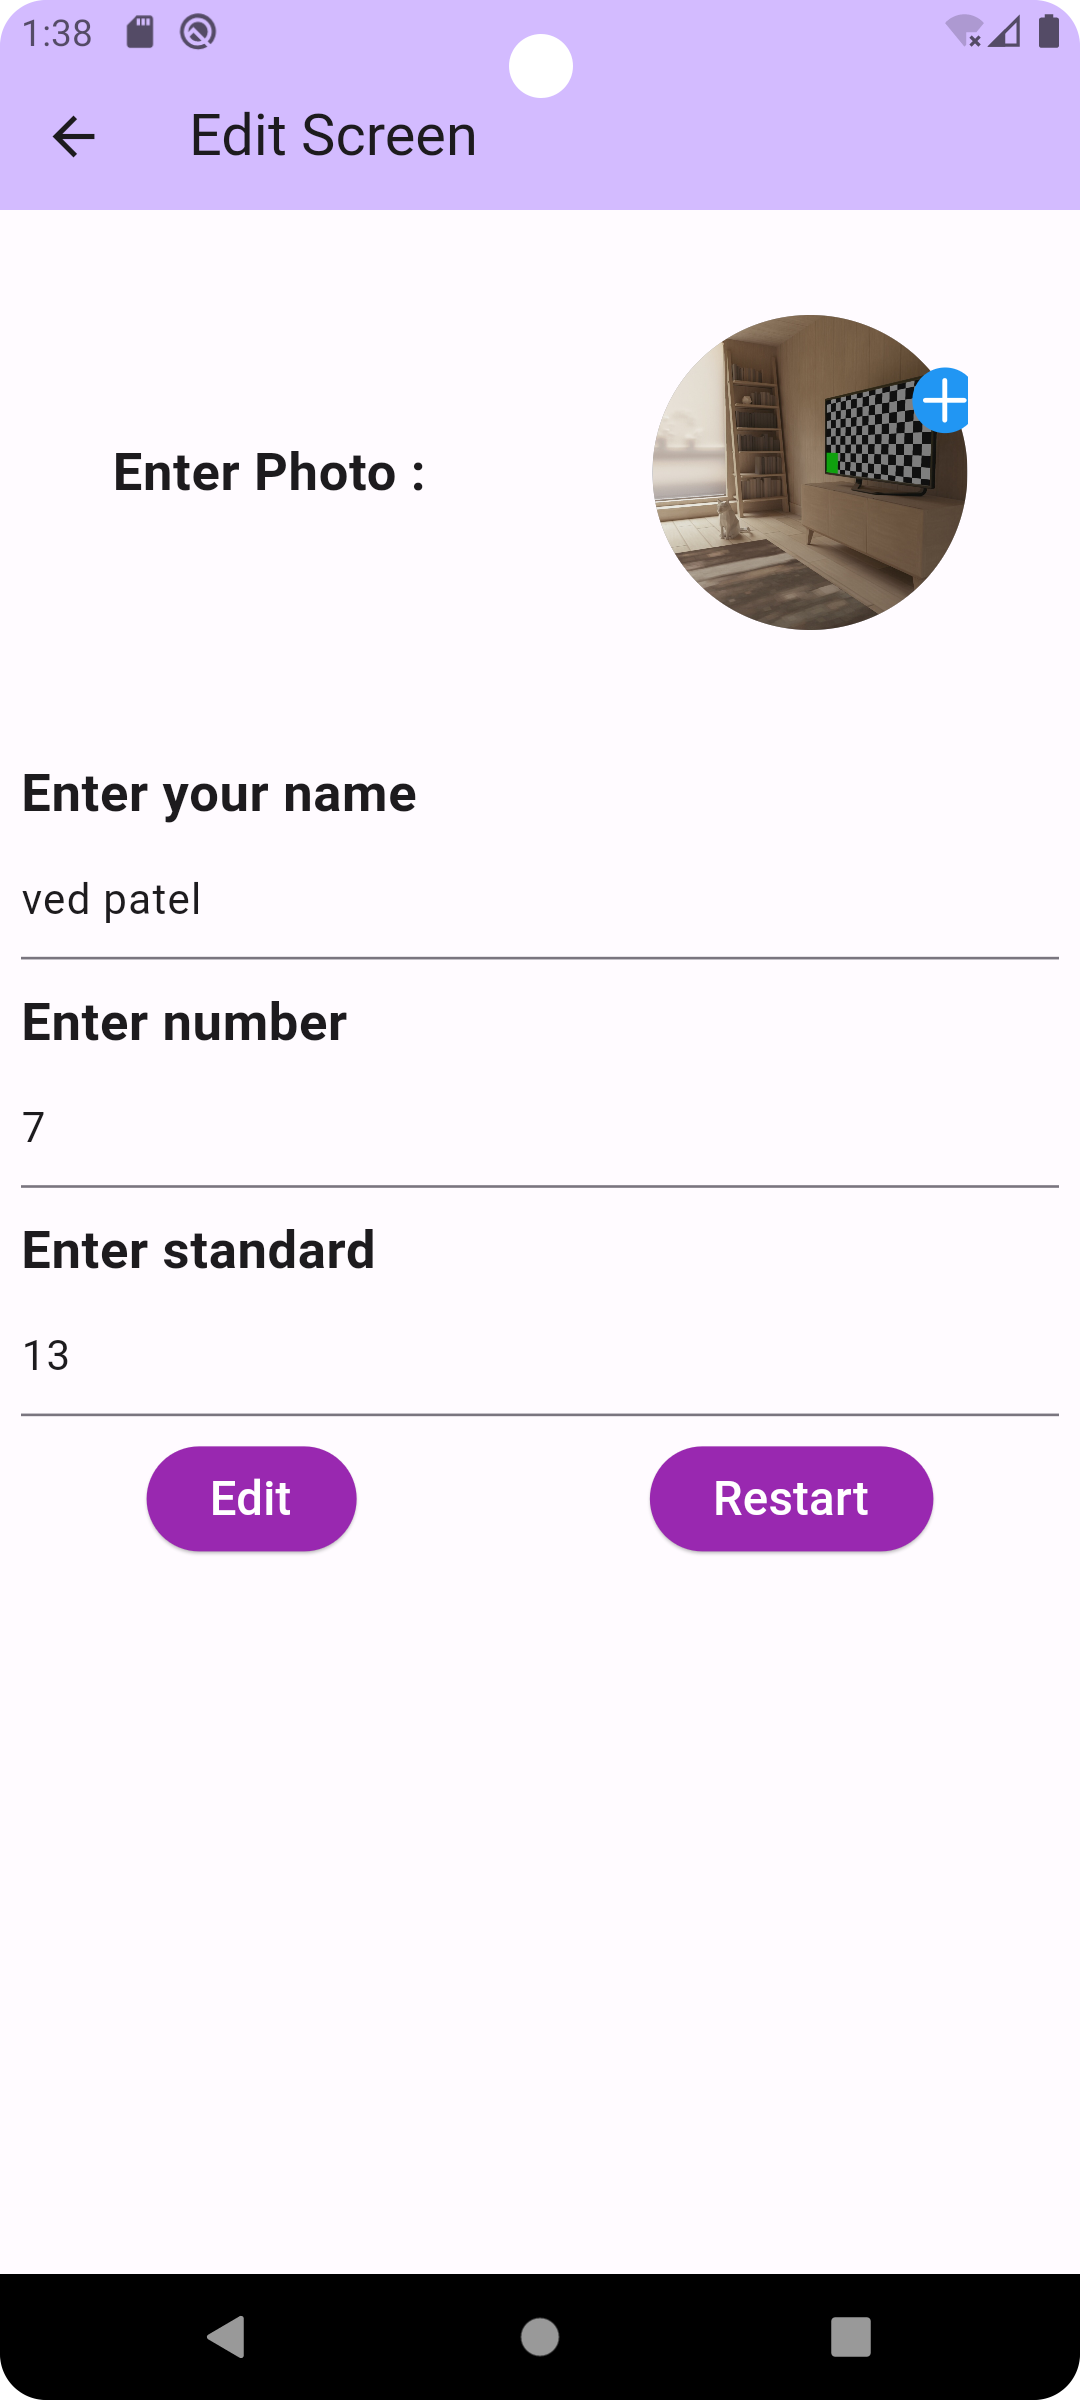 1:38
Edit Screen
Enter Photo :
Enter your name
ved patel
Enter number
7
Enter standard
13
Edit
Restart